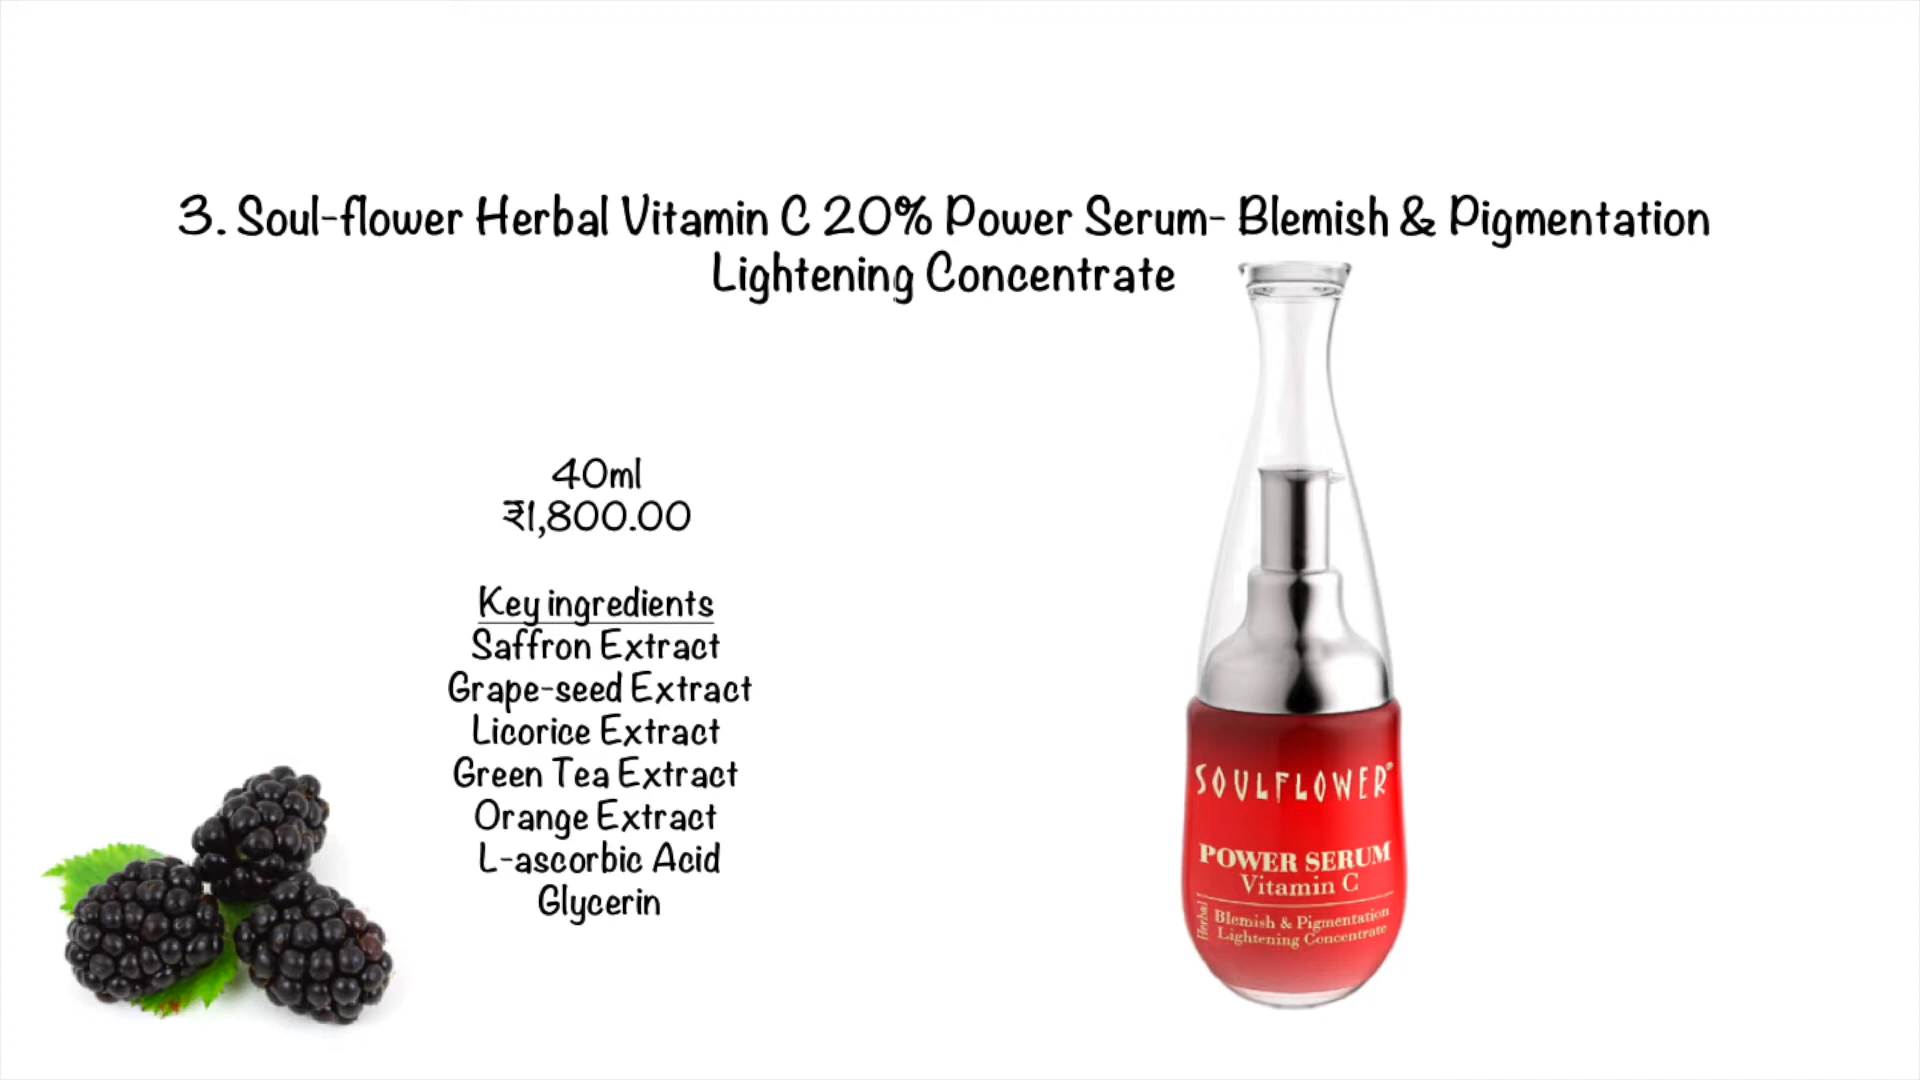 3. Soul-flower Herbal Vitamin C 20% Power Serum- Blemish & Pigmentation
Lightening Concentrate
40ml
₹1,800.00
Key ingredients
Saffron Extract
Grape-seed Extract
Licorice Extract
Green Tea Extract
Orange Extract
L-ascorbic Acid
Glycerin
SOULFLOWER™
POWER SERUM
Vitamin C
Herbal
Blemish & Pigmentation
Lightening Concentrate